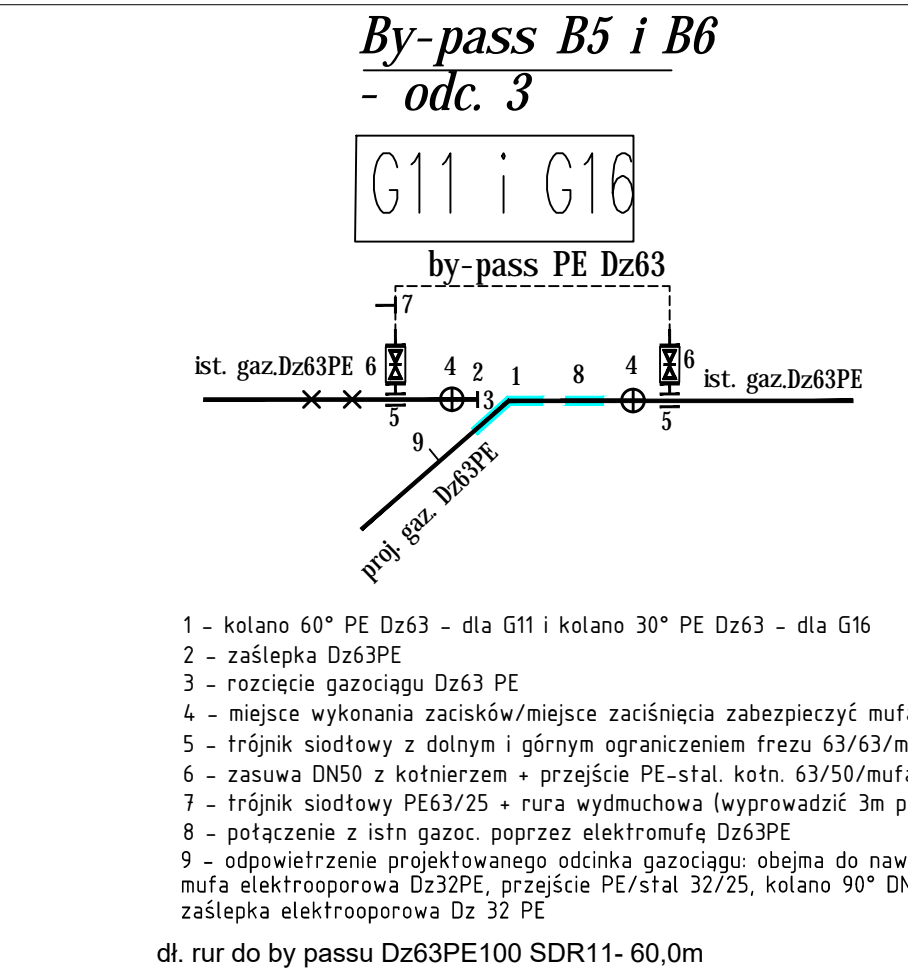 By-pass B5 i B6
- odc. 3
G11 i G16
by-pass PE Dz63
7
ist. gaz.Dz63PE 6 4 2 1 8 4 6 ist. gaz.Dz63PE
5 3 5
9
proj. gaz. Dz63PE
1 - kolano 60° PE Dz63 - dla G11 i kolano 30° PE Dz63 - dla G16
2 - zaślepka Dz63PE
3 - rozcięcie gazociągu Dz63 PE
4 - miejsce wykonania zacisków/miejsce zaciśnięcia zabezpieczyć mufą
5 - trójnik siodłowy z dolnym i górnym ograniczeniem frezu 63/63/m
6 - zasuwa DN50 z kołnierzem + przejście PE-stal. kołn. 63/50/mufa
7 - trójnik siodłowy PE63/25 + rura wydmuchowa (wyprowadzić 3m p
8 - połączenie z istn gazoc. poprzez elektromufę Dz63PE
9 - odpowietrzenie projektowanego odcinka gazociągu: obejma do naw
mufa elektrooporowa Dz32PE, przejście PE/stal 32/25, kolano 90° DN
zaślepka elektrooporowa Dz 32 PE
dł. rur do by passu Dz63PE100 SDR11- 60,0m